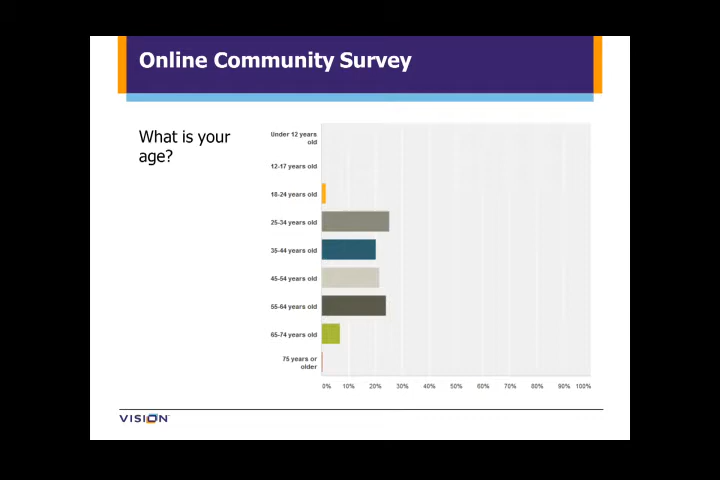 Online Community Survey
What is your
age?
Under 12 years
old
12-17 years old
18-24 years old
25-34 years old
35-44 years old
45-54 years old
55-64 years old
65-74 years old
75 years or
older
0% 10% 20% 30% 40% 50% 60% 70% 80% 90% 100%
VISION